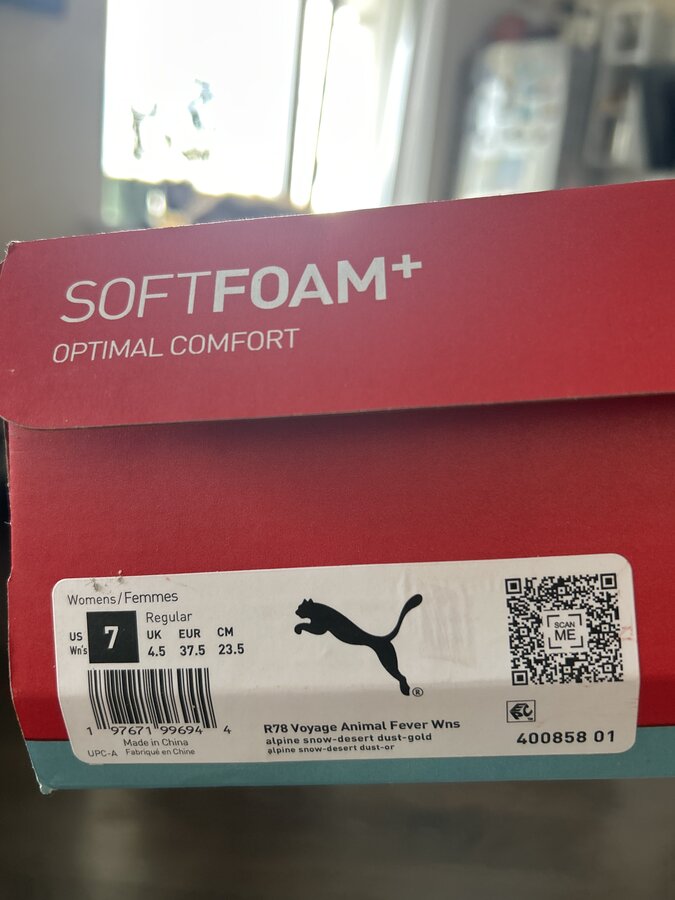 SOFTFOAM+
OPTIMAL COMFORT
Womens/Femmes
Regular
US Wn's 7 UK 4.5 EUR 37.5 CM 23.5
SCAN ME
1 97671 99694 4
Made in China
UPC-A Fabriqué en Chine
®
R78 Voyage Animal Fever Wns
alpine snow-desert dust-gold
alpine snow-desert dust-or
400858 01